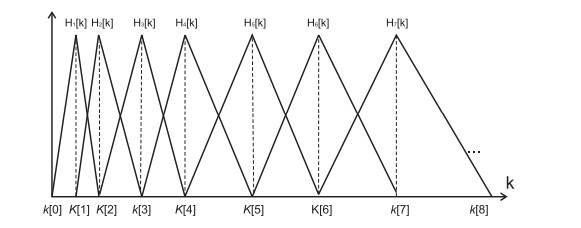 H₁[k] H₂[k] H₃[k] H₄[k] H₅[k] H₆[k] H₇[k]
...
k
k[0] K[1] K[2] k[3] K[4] K[5] K[6] k[7] k[8]